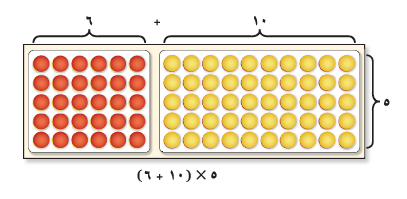 ٦ + ١٠
٥
(٦ + ١٠) × ٥